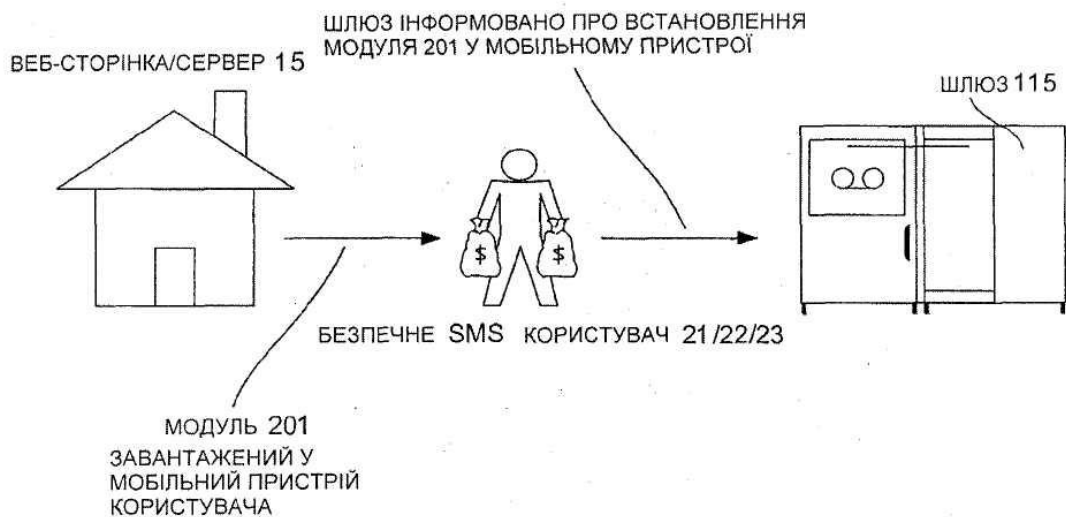 ШЛЮЗ ІНФОРМОВАНО ПРО ВСТАНОВЛЕННЯ
МОДУЛЯ 201 У МОБІЛЬНОМУ ПРИСТРОЇ
ВЕБ-СТОРІНКА/СЕРВЕР 15
ШЛЮЗ 115
$ $
БЕЗПЕЧНЕ SMS КОРИСТУВАЧ 21/22/23
МОДУЛЬ 201
ЗАВАНТАЖЕНИЙ У
МОБІЛЬНИЙ ПРИСТРІЙ
КОРИСТУВАЧА